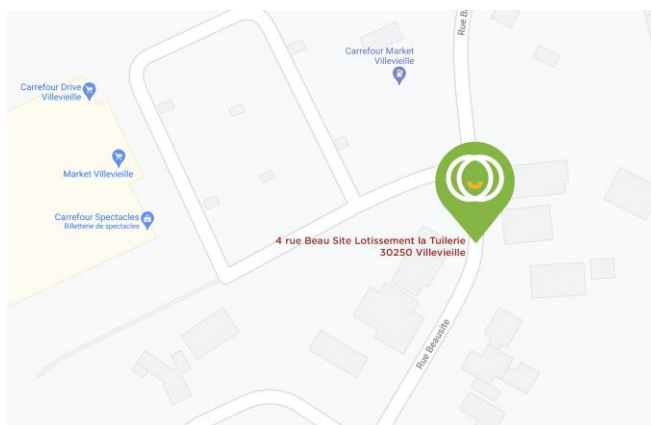 Rue B
Carrefour Market
Villevieille
Carrefour Drive
Villevieille
Market Villevieille
Carrefour Spectacles
Billetterie de spectacles
4 rue Beau Site Lotissement la Tuilerie
30250 Villevieille
Rue Beausite